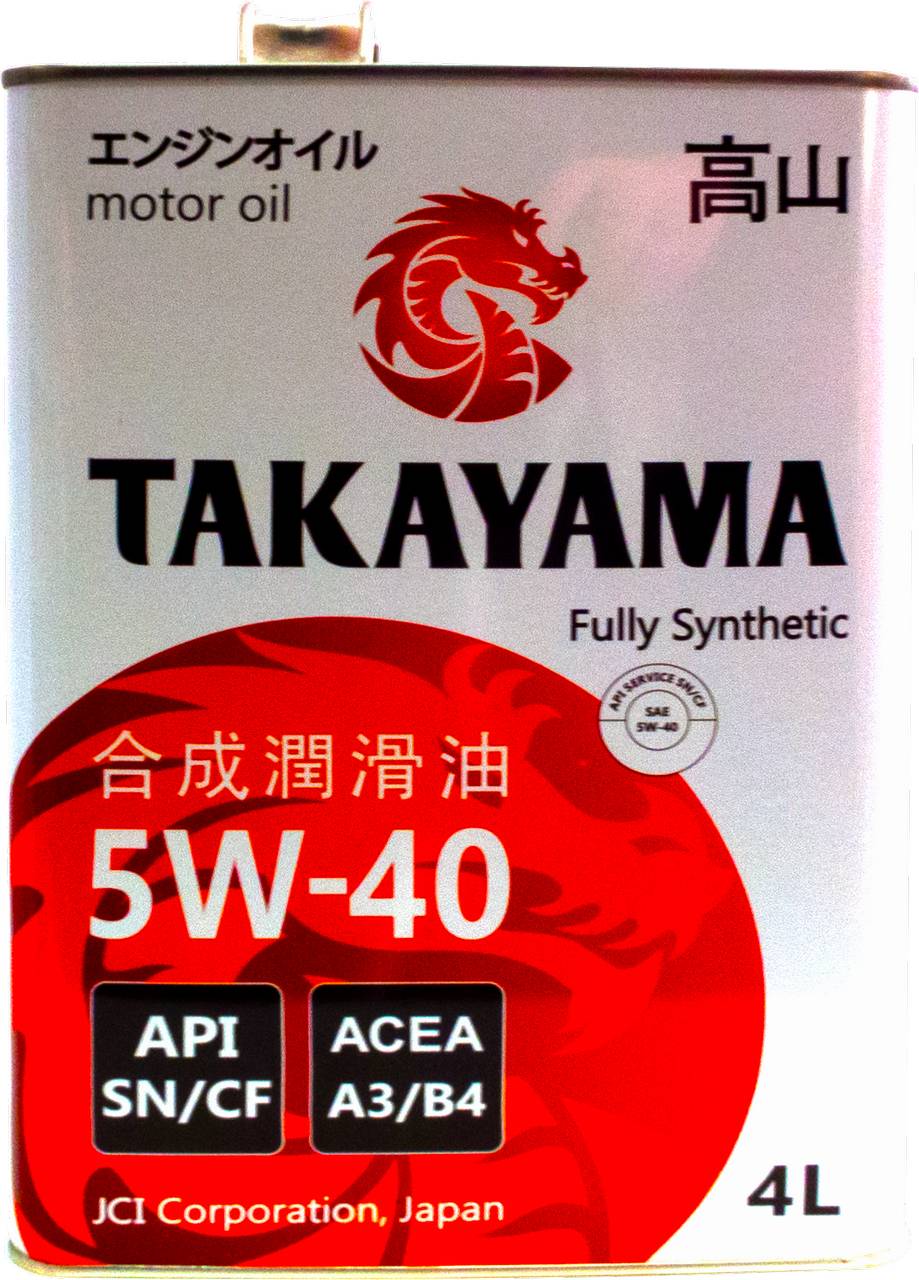 エンジンオイル
motor oil
高山
TAKAYAMA
Fully Synthetic
API SERVICE SN/CF
SAE
5W-40
合成潤滑油
5W-40
API
SN/CF
ACEA
A3/B4
JCI Corporation, Japan
4L